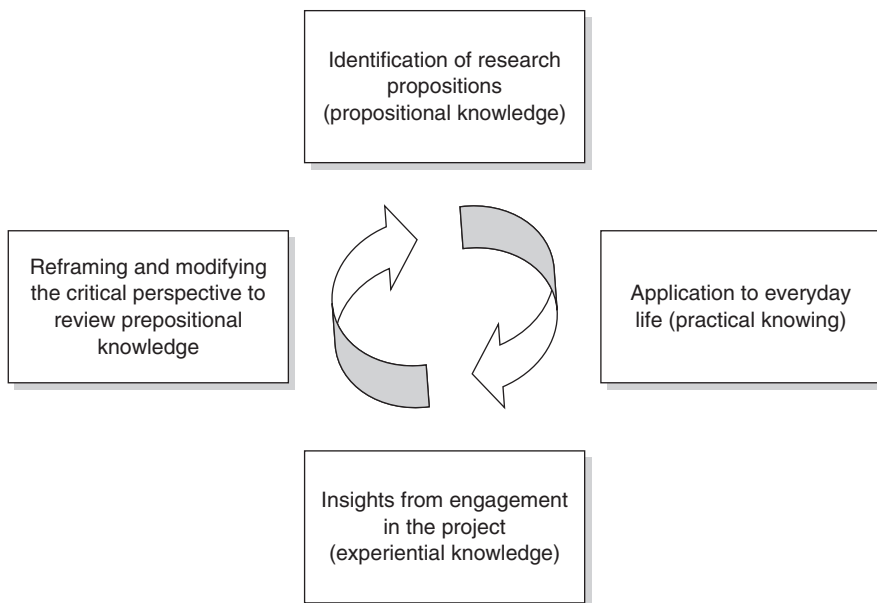 Identification of research
propositions
(propositional knowledge)
Reframing and modifying
the critical perspective to
review prepositional
knowledge
Application to everyday
life (practical knowing)
Insights from engagement
in the project
(experiential knowledge)